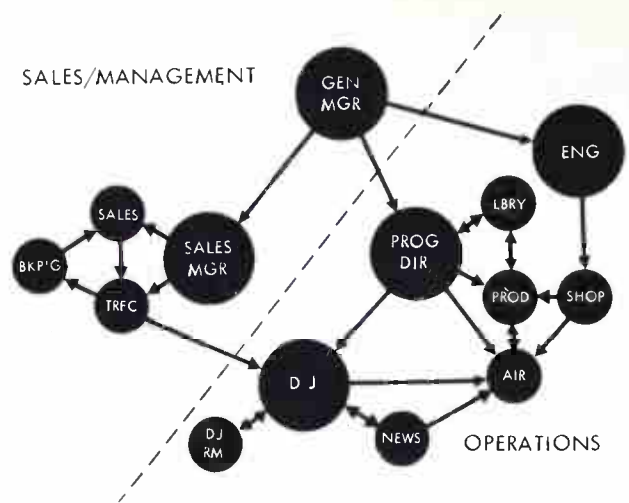 SALES/MANAGEMENT
GEN
MGR
ENG
SALES
LBRY
SALES
MGR
PROG
DIR
BKP'G
TRFC
PROD
SHOP
DJ
AIR
DJ
RM
NEWS
OPERATIONS